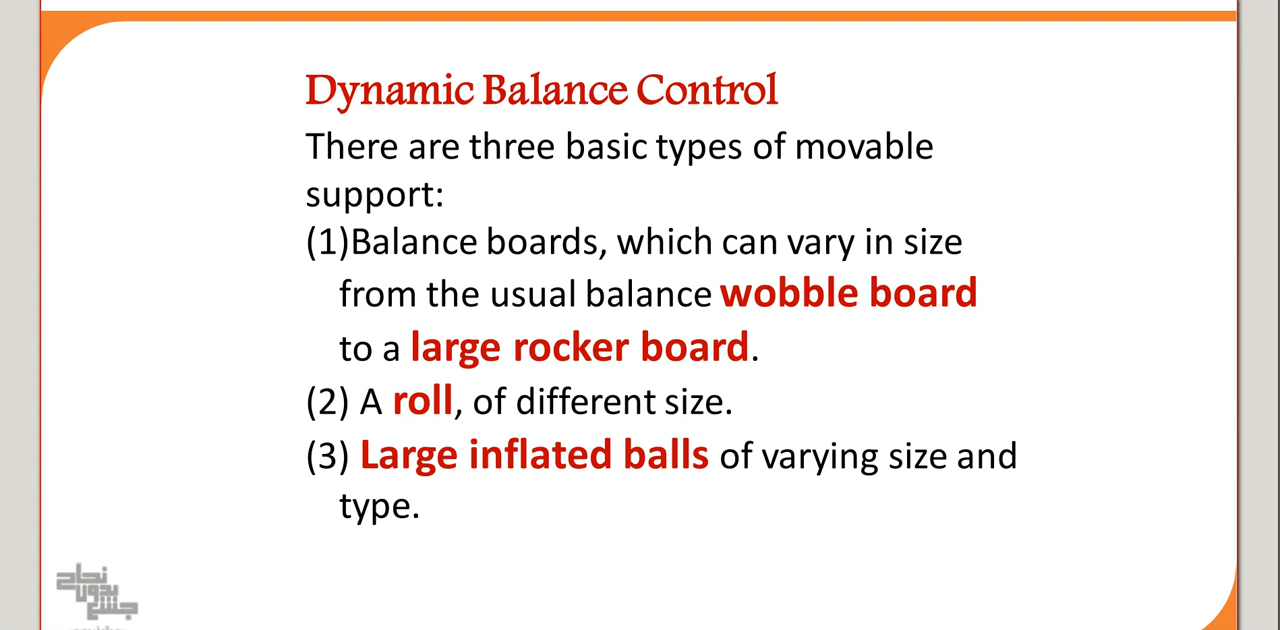 Dynamic Balance Control
There are three basic types of movable
support:
(1)Balance boards, which can vary in size
from the usual balance wobble board
to a large rocker board.
(2) A roll, of different size.
(3) Large inflated balls of varying size and
type.
نجاح
بدون